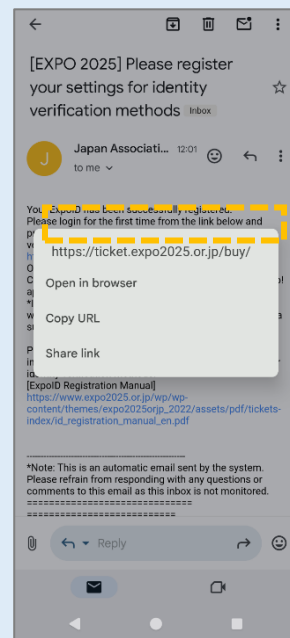 [EXPO 2025] Please register
your settings for identity
verification methods Inbox
J
Japan Associati... 12:01
to me
Your ExpoID has been successfully registered.
Please login for the first time from the link below and
https://ticket.expo2025.or.jp/buy/
Open in browser
Copy URL
Share link
[ExpoID Registration Manual]
https://www.expo2025.or.jp/wp/wp-
content/themes/expo2025orjp_2022/assets/pdf/tickets-
index/id_registration_manual_en.pdf
--------------------------------------------------
*Note: This is an automatic email sent by the system.
Please refrain from responding with any questions or
comments to this email as this inbox is not monitored.
==============================
===========================
Reply